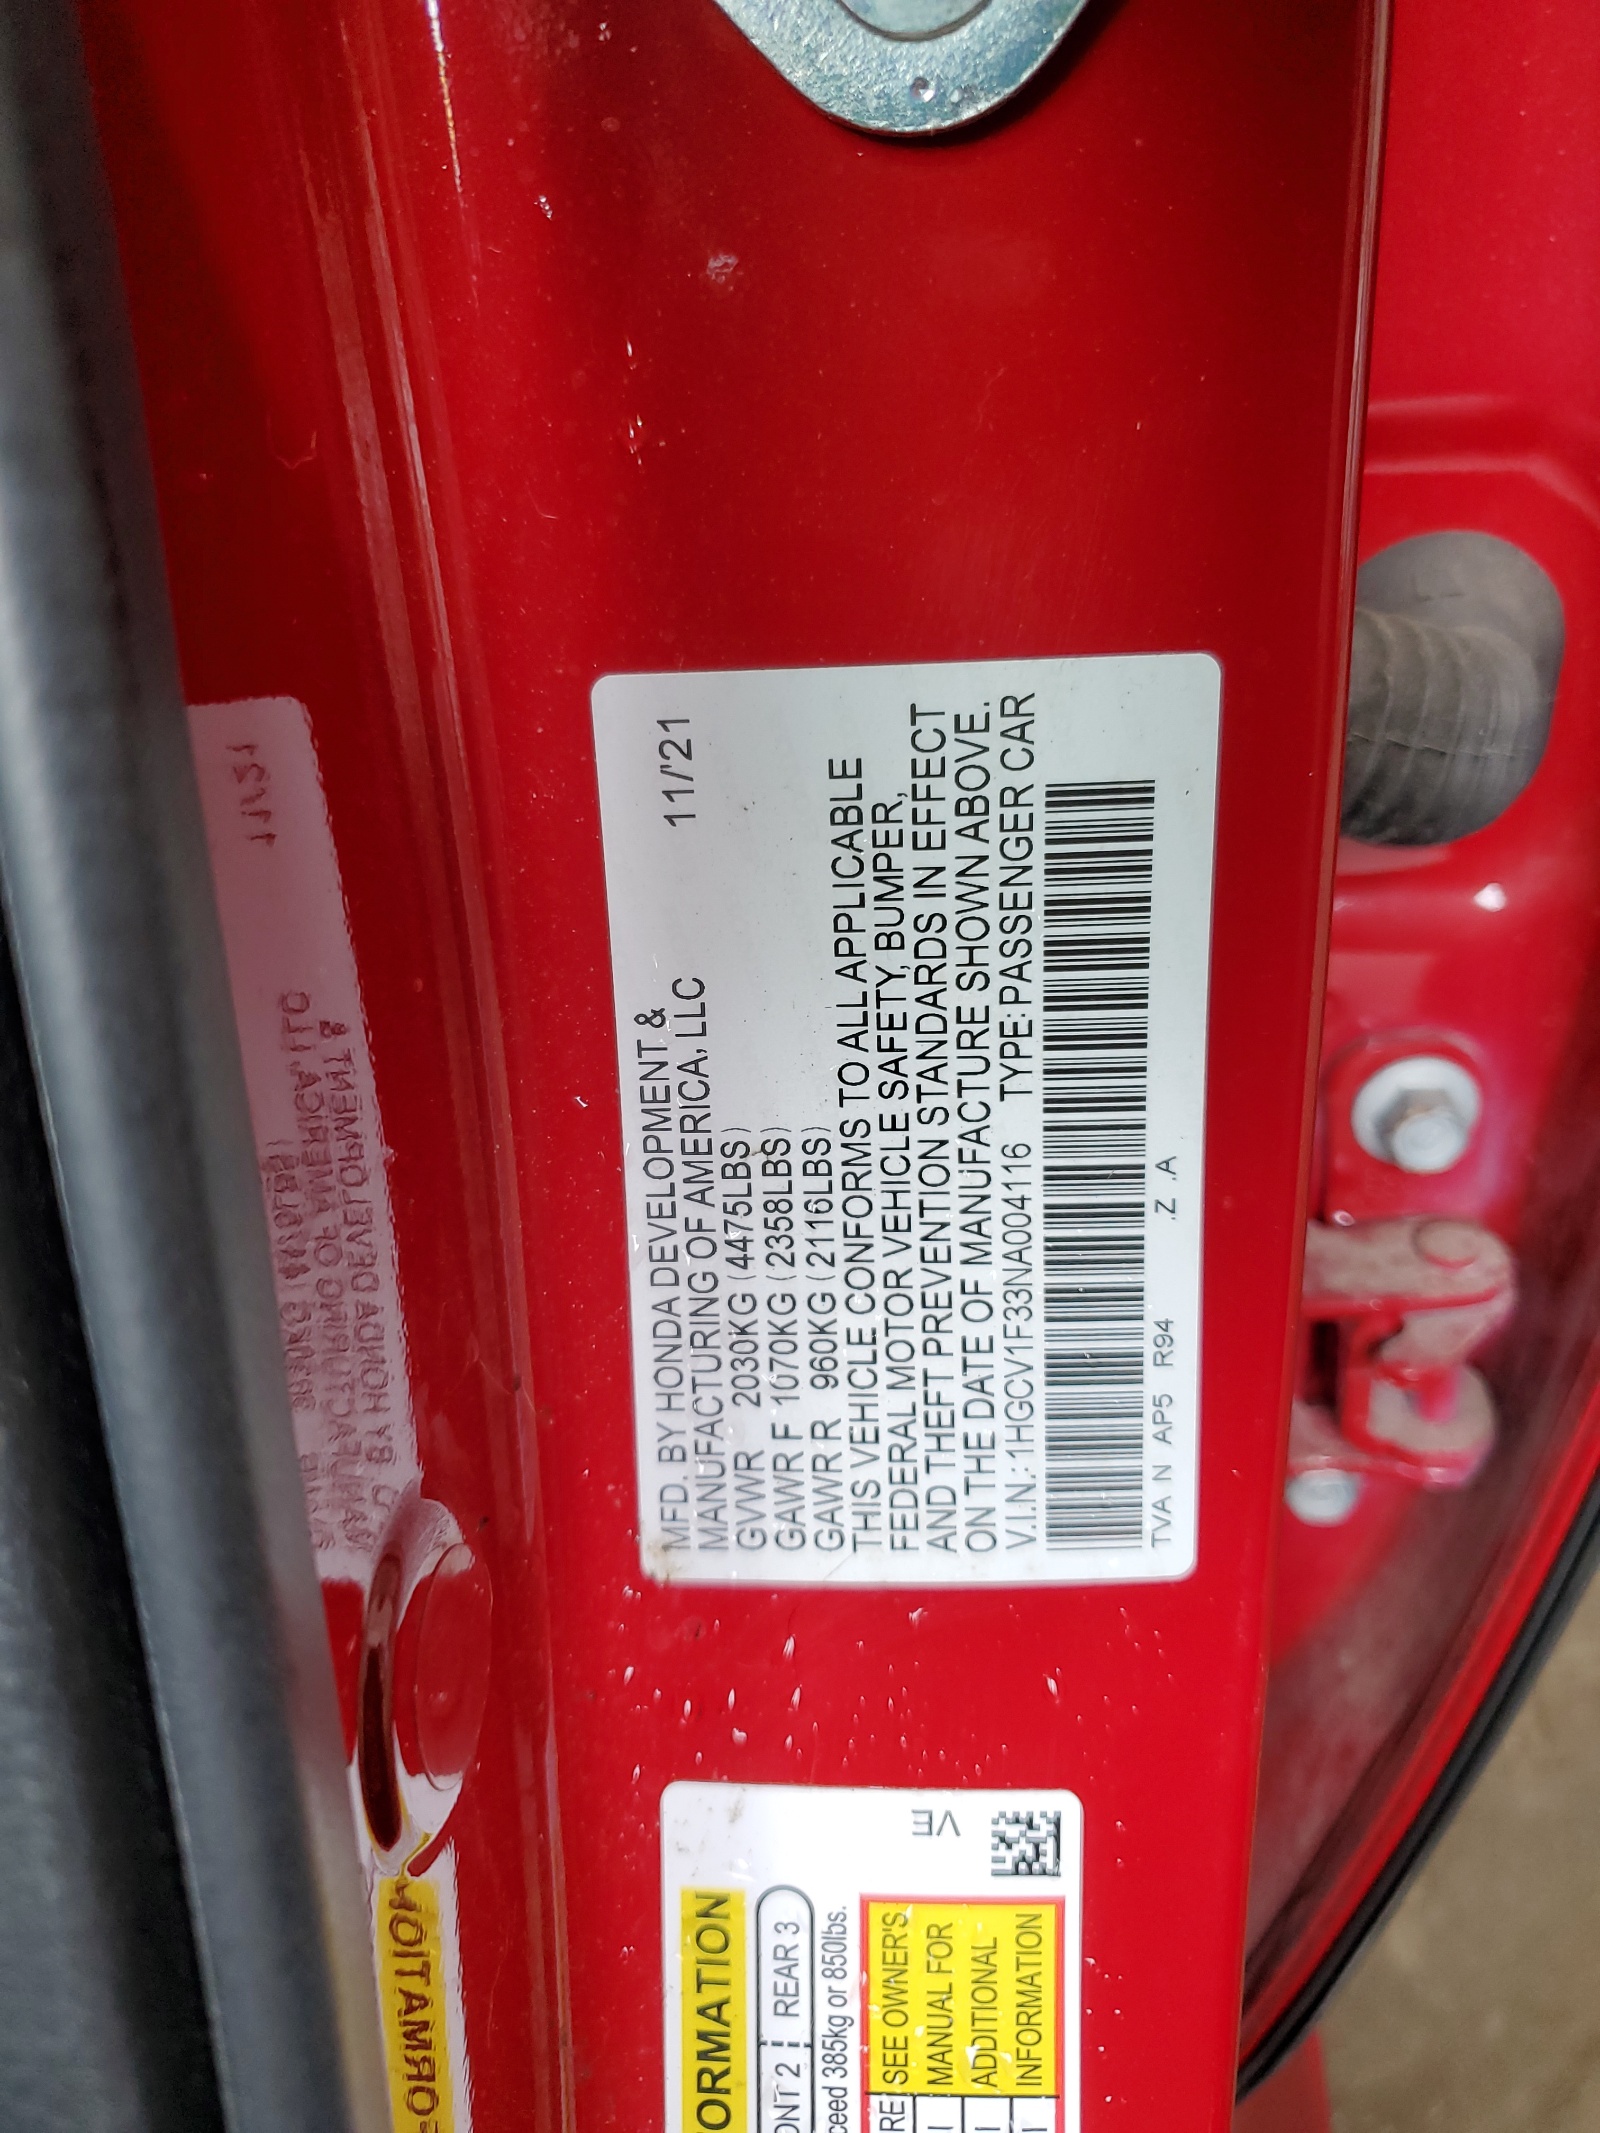 MFD. BY HONDA DEVELOPMENT & 11/'21
MANUFACTURING OF AMERICA, LLC
GVWR 2030KG (4475LBS)
GAWR F 1070KG (2358LBS)
GAWR R 960KG (2116LBS)
THIS VEHICLE CONFORMS TO ALL APPLICABLE
FEDERAL MOTOR VEHICLE SAFETY, BUMPER,
AND THEFT PREVENTION STANDARDS IN EFFECT
ON THE DATE OF MANUFACTURE SHOWN ABOVE.
V.I.N.: 1HGCV1F33NA004116 TYPE: PASSENGER CAR
TVA N AP5 R94 .Z .A
ORMATION
ONT 2 REAR 3
ceed 385kg or 850lbs.
VE
RE SEE OWNER'S
MANUAL FOR
ADDITIONAL
INFORMATION